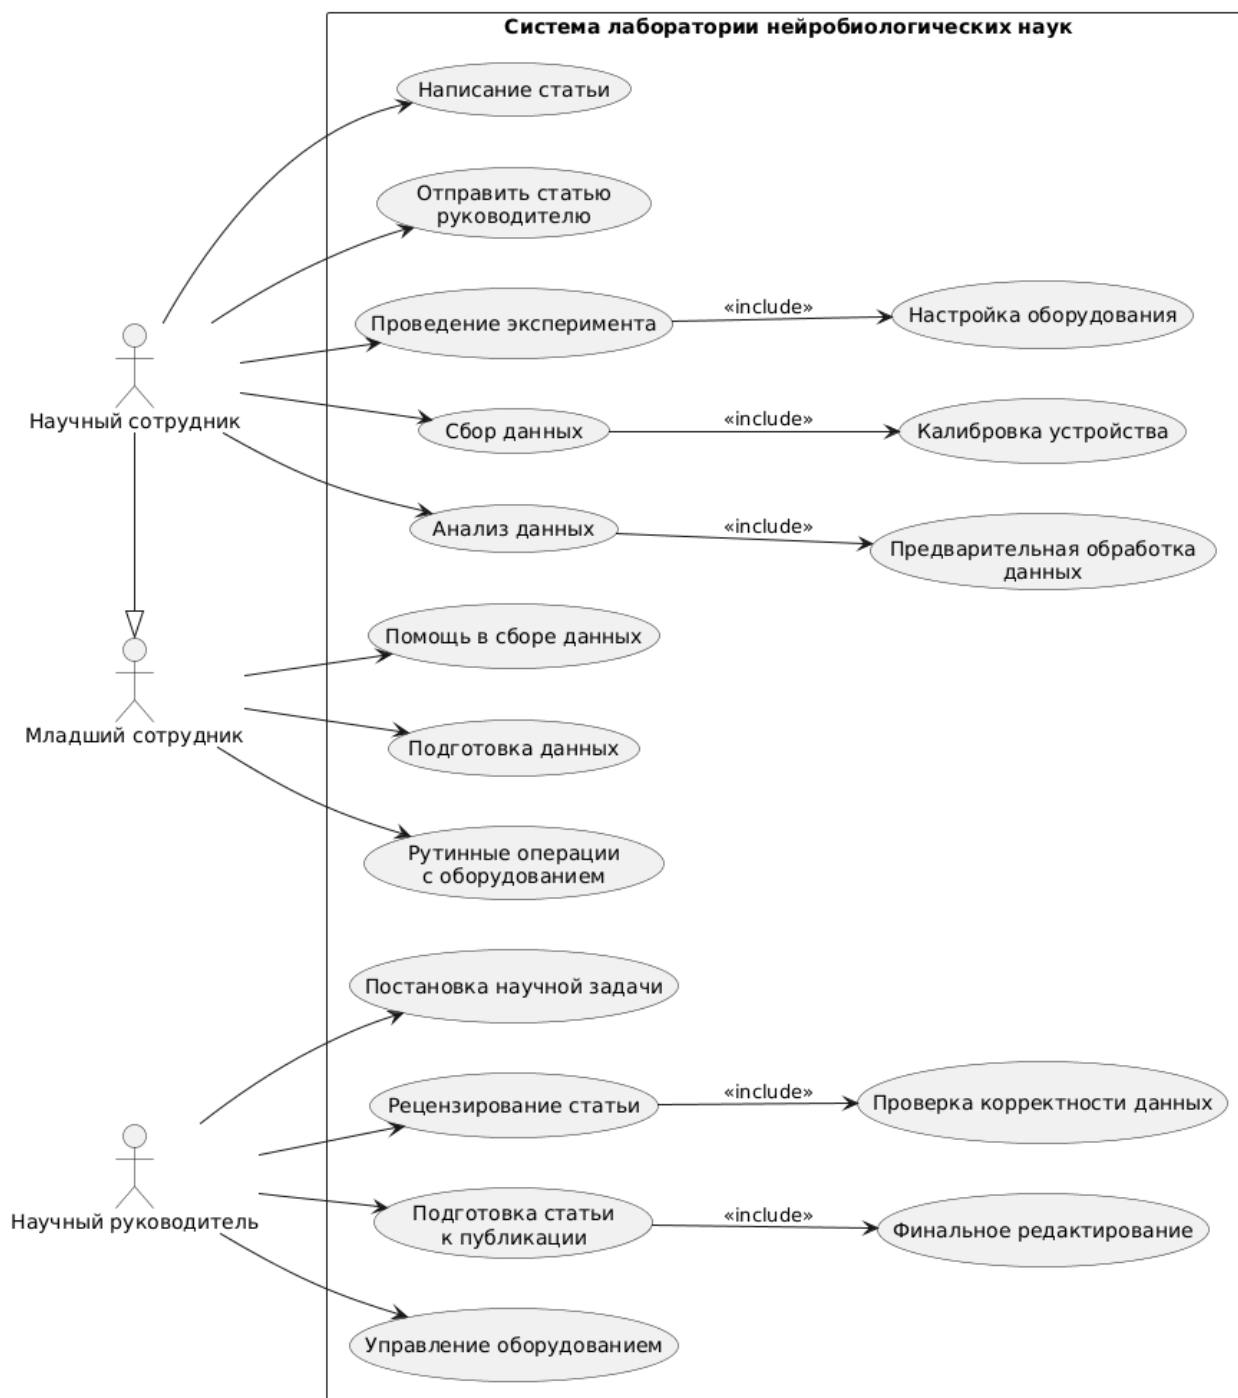 Система лаборатории нейробиологических наук
Написание статьи
Отправить статью
руководителю
Проведение эксперимента
«include»
Настройка оборудования
Научный сотрудник
Сбор данных
«include»
Калибровка устройства
Анализ данных
«include»
Предварительная обработка
данных
Помощь в сборе данных
Младший сотрудник
Подготовка данных
Рутинные операции
с оборудованием
Постановка научной задачи
Рецензирование статьи
«include»
Проверка корректности данных
Научный руководитель
Подготовка статьи
к публикации
«include»
Финальное редактирование
Управление оборудованием